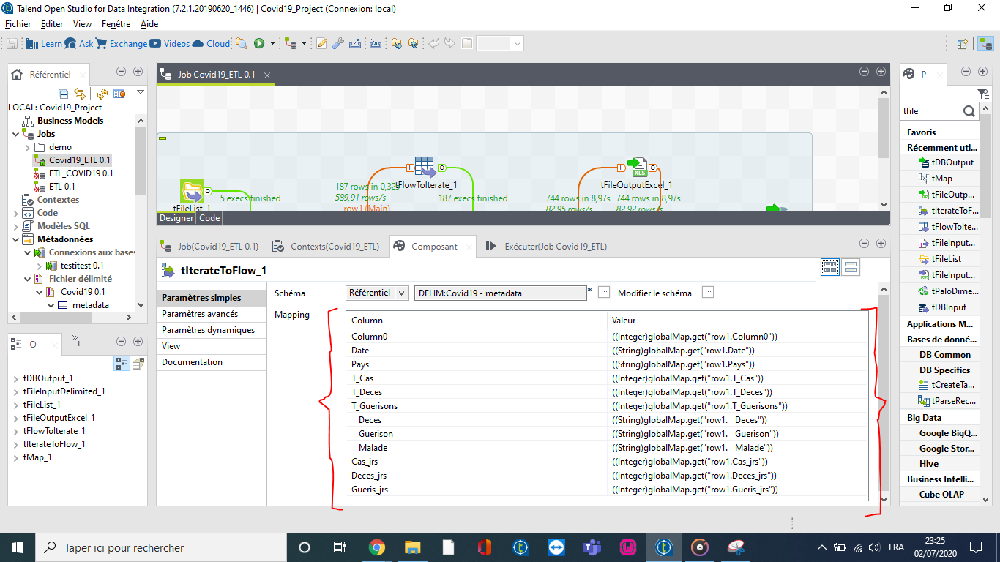 Talend Open Studio for Data Integration (7.2.1.20190620_1446) | Covid19_Project (Connexion: local)
Fichier Editer View Fenêtre Aide
Learn Ask Exchange Videos Cloud
Référentiel
LOCAL: Covid19_Project
Business Models
Jobs
demo
Covid19_ETL 0.1
ETL_COVID19 0.1
ETL 0.1
Contextes
Code
Modèles SQL
Métadonnées
Connexions aux bases
testitest 0.1
Fichier délimité
Covid19 0.1
metadata
O
»1
tDBOutput_1
tFileInputDelimited_1
tFileList_1
tFileOutputExcel_1
tFlowToIterate_1
tIterateToFlow_1
tMap_1
Job Covid19_ETL 0.1
tFileList_1
5 execs finished
187 rows in 0,32s
589,91 rows/s
row1 (Main)
tFlowToIterate_1
187 execs finished
XLS
tFileOutputExcel_1
744 rows in 8,97s 744 rows in 8,97s
82,95 rows/s 82,92 rows/s
Designer Code
Job(Covid19_ETL 0.1) Contexts(Covid19_ETL) Composant Exécuter(Job Covid19_ETL)
tIterateToFlow_1
Paramètres simples
Paramètres avancés
Paramètres dynamiques
View
Documentation
Schéma Référentiel DELIM:Covid19 - metadata * ... Modifier le schéma ...
Mapping
Column Valeur
Column0 ((Integer)globalMap.get("row1.Column0"))
Date ((String)globalMap.get("row1.Date"))
Pays ((String)globalMap.get("row1.Pays"))
T_Cas ((Integer)globalMap.get("row1.T_Cas"))
T_Deces ((Integer)globalMap.get("row1.T_Deces"))
T_Guerisons ((Integer)globalMap.get("row1.T_Guerisons"))
__Deces ((String)globalMap.get("row1.__Deces"))
__Guerison ((String)globalMap.get("row1.__Guerison"))
__Malade ((String)globalMap.get("row1.__Malade"))
Cas_jrs ((Integer)globalMap.get("row1.Cas_jrs"))
Deces_jrs ((Integer)globalMap.get("row1.Deces_jrs"))
Gueris_jrs ((Integer)globalMap.get("row1.Gueris_jrs"))
P
tfile
Favoris
Récemment uti...
tDBOutput
tMap
tFileOutp...
tIterateToF...
tFlowToIte...
tFileInput...
tFileList
tFileInput...
tPaloDime...
tDBInput
Applications M...
Bases de donné...
DB Common
DB Specifics
tCreateTa...
tParseRec...
Big Data
Google BigQ...
Google Stor...
Hive
Business Intelli...
Cube OLAP
Taper ici pour rechercher
FRA
23:25
02/07/2020